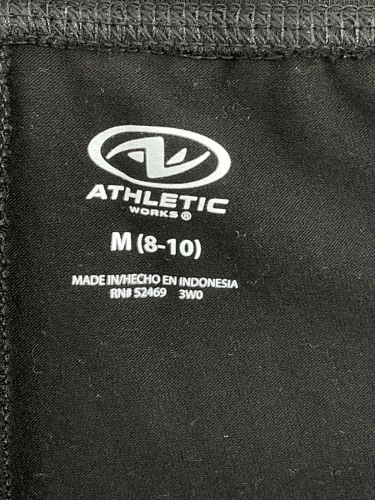 ATHLETIC
WORKS®
M (8-10)
MADE IN/HECHO EN INDONESIA
RN# 52469 3W0